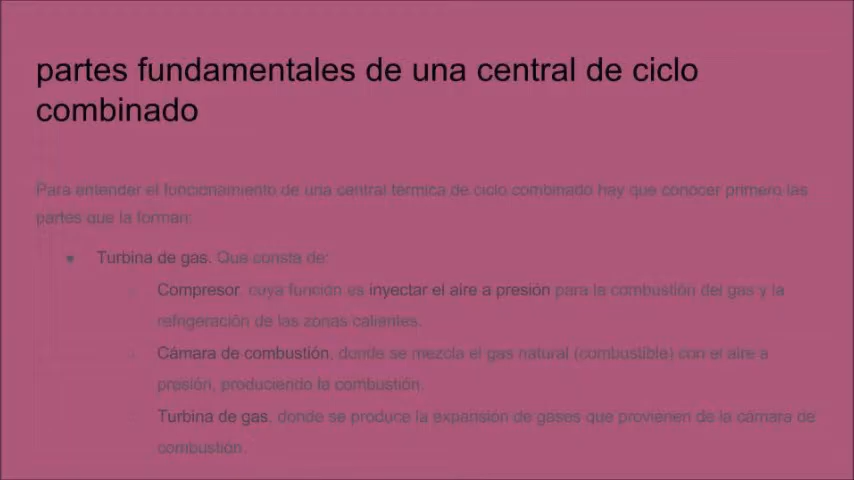 partes fundamentales de una central de ciclo
combinado
Para entender el funcionamiento de una central térmica de ciclo combinado hay que conocer primero las
partes que la forman:
● Turbina de gas. Que consta de:
Compresor, cuya función es inyectar el aire a presión para la combustión del gas y la
refrigeración de las zonas calientes.
Cámara de combustión, donde se mezcla el gas natural (combustible) con el aire a
presión, produciendo la combustión.
Turbina de gas, donde se produce la expansión de gases que provienen de la cámara de
combustión.